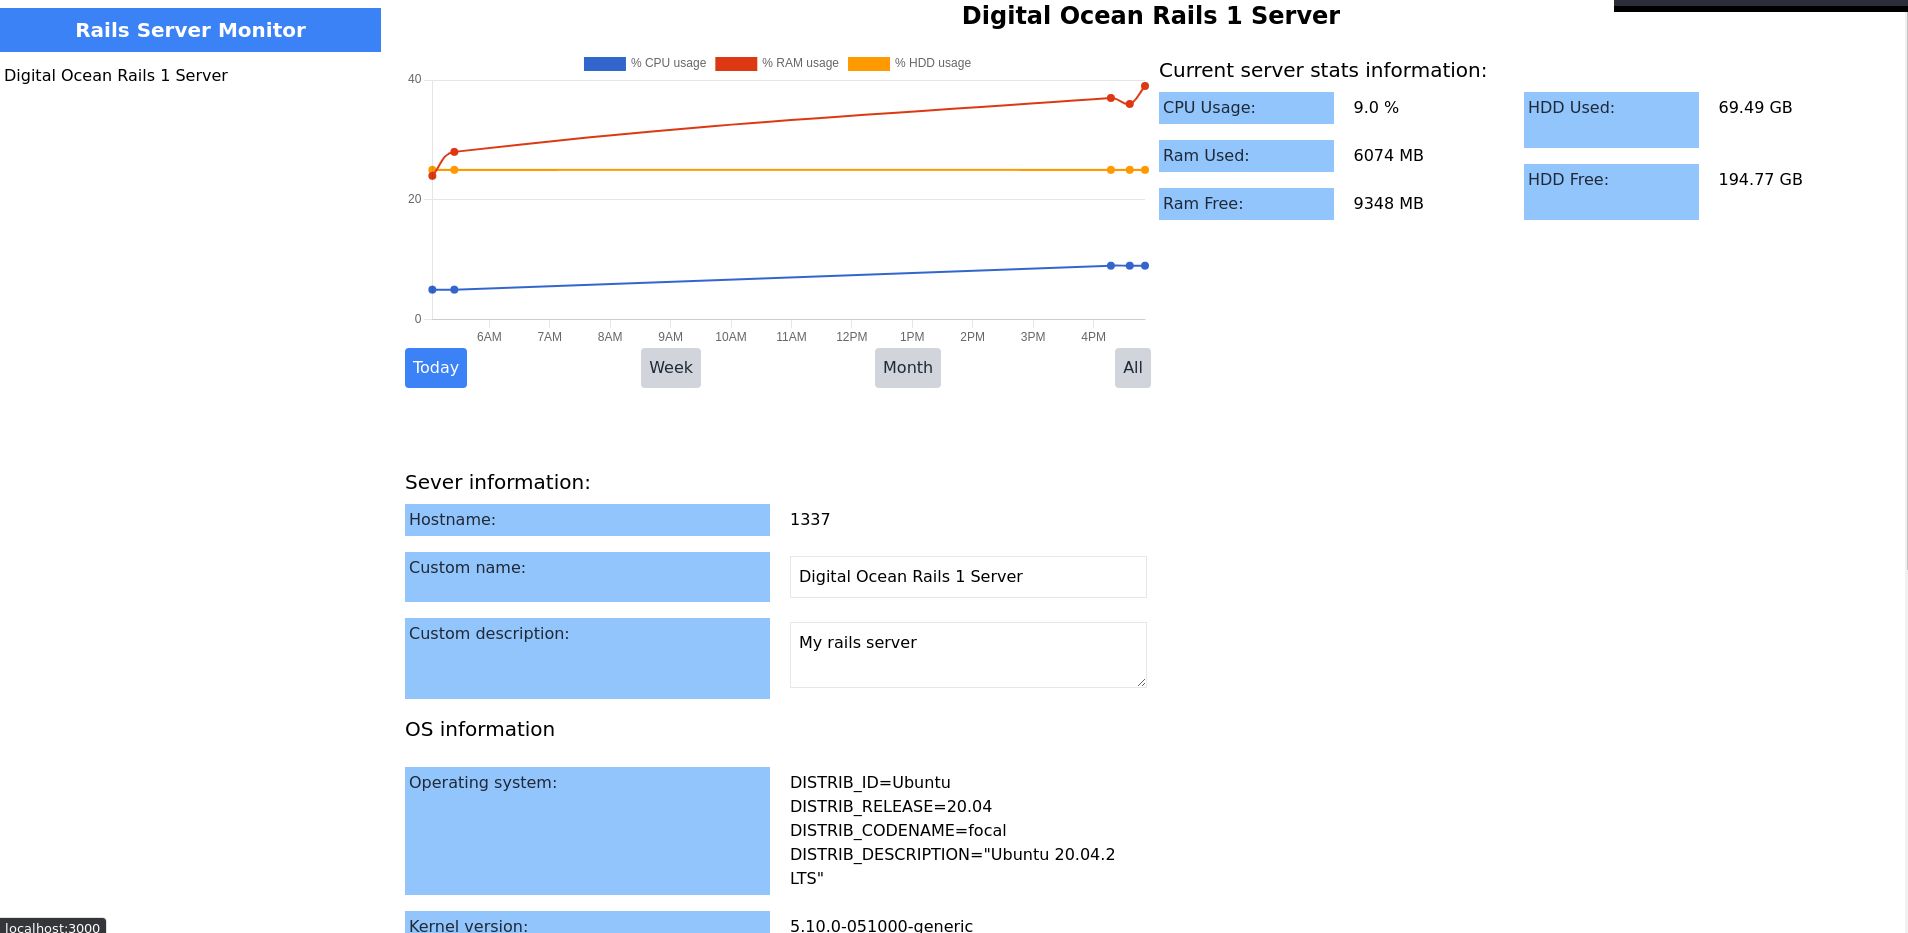 Rails Server Monitor
Digital Ocean Rails 1 Server
Digital Ocean Rails 1 Server
% CPU usage % RAM usage % HDD usage
40
20
0
6AM 7AM 8AM 9AM 10AM 11AM 12PM 1PM 2PM 3PM 4PM
Today Week Month All
Current server stats information:
CPU Usage: 9.0 %
Ram Used: 6074 MB
Ram Free: 9348 MB
HDD Used: 69.49 GB
HDD Free: 194.77 GB
Sever information:
Hostname: 1337
Custom name: Digital Ocean Rails 1 Server
Custom description: My rails server
OS information
Operating system: DISTRIB_ID=Ubuntu
DISTRIB_RELEASE=20.04
DISTRIB_CODENAME=focal
DISTRIB_DESCRIPTION="Ubuntu 20.04.2
LTS"
Kernel version: 5.10.0-051000-generic
localhost:3000